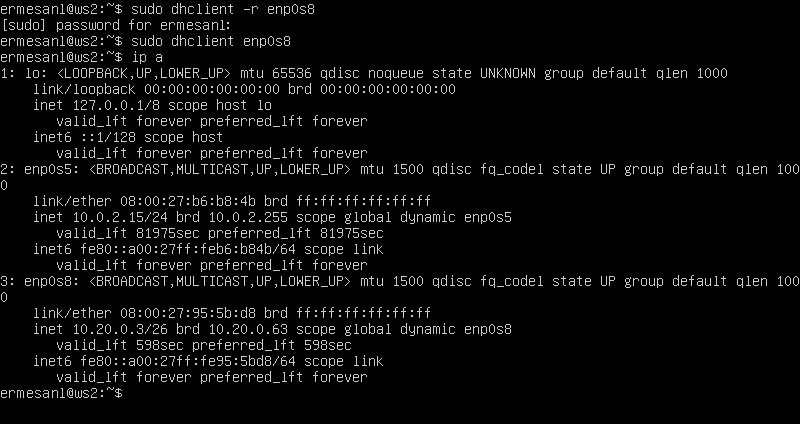 ermesanl@ws2:~$ sudo dhclient -r enp0s8
[sudo] password for ermesanl:
ermesanl@ws2:~$ sudo dhclient enp0s8
ermesanl@ws2:~$ ip a
1: lo: <LOOPBACK,UP,LOWER_UP> mtu 65536 qdisc noqueue state UNKNOWN group default qlen 1000
    link/loopback 00:00:00:00:00:00 brd 00:00:00:00:00:00
    inet 127.0.0.1/8 scope host lo
       valid_lft forever preferred_lft forever
    inet6 ::1/128 scope host
       valid_lft forever preferred_lft forever
2: enp0s5: <BROADCAST,MULTICAST,UP,LOWER_UP> mtu 1500 qdisc fq_codel state UP group default qlen 100
0
    link/ether 08:00:27:b6:b8:4b brd ff:ff:ff:ff:ff:ff
    inet 10.0.2.15/24 brd 10.0.2.255 scope global dynamic enp0s5
       valid_lft 81975sec preferred_lft 81975sec
    inet6 fe80::a00:27ff:feb6:b84b/64 scope link
       valid_lft forever preferred_lft forever
3: enp0s8: <BROADCAST,MULTICAST,UP,LOWER_UP> mtu 1500 qdisc fq_codel state UP group default qlen 100
0
    link/ether 08:00:27:95:5b:d8 brd ff:ff:ff:ff:ff:ff
    inet 10.20.0.3/26 brd 10.20.0.63 scope global dynamic enp0s8
       valid_lft 598sec preferred_lft 598sec
    inet6 fe80::a00:27ff:fe95:5bd8/64 scope link
       valid_lft forever preferred_lft forever
ermesanl@ws2:~$